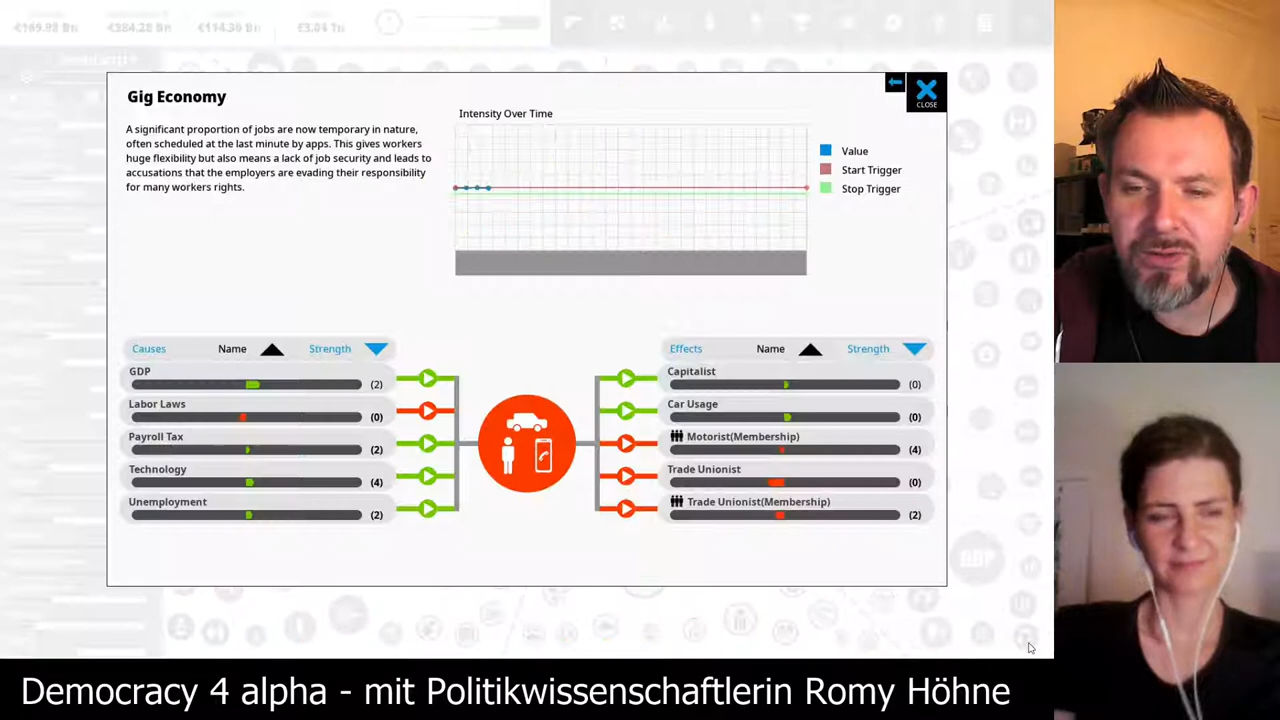 Gig Economy
CLOSE
A significant proportion of jobs are now temporary in nature,
often scheduled at the last minute by apps. This gives workers
huge flexibility but also means a lack of job security and leads to
accusations that the employers are evading their responsibility
for many workers rights.
Intensity Over Time
Value
Start Trigger
Stop Trigger
Causes Name Strength
GDP
(2)
Labor Laws
(0)
Payroll Tax
(2)
Technology
(4)
Unemployment
(2)
Effects Name Strength
Capitalist
(0)
Car Usage
(0)
Motorist(Membership)
(4)
Trade Unionist
(0)
Trade Unionist(Membership)
(2)
GDP
Democracy 4 alpha - mit Politikwissenschaftlerin Romy Höhne